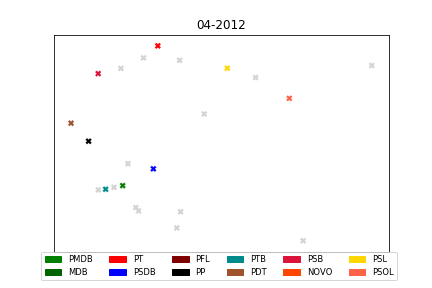 04-2012
PMDB PT PFL PTB PSB PSL
MDB PSDB PP PDT NOVO PSOL